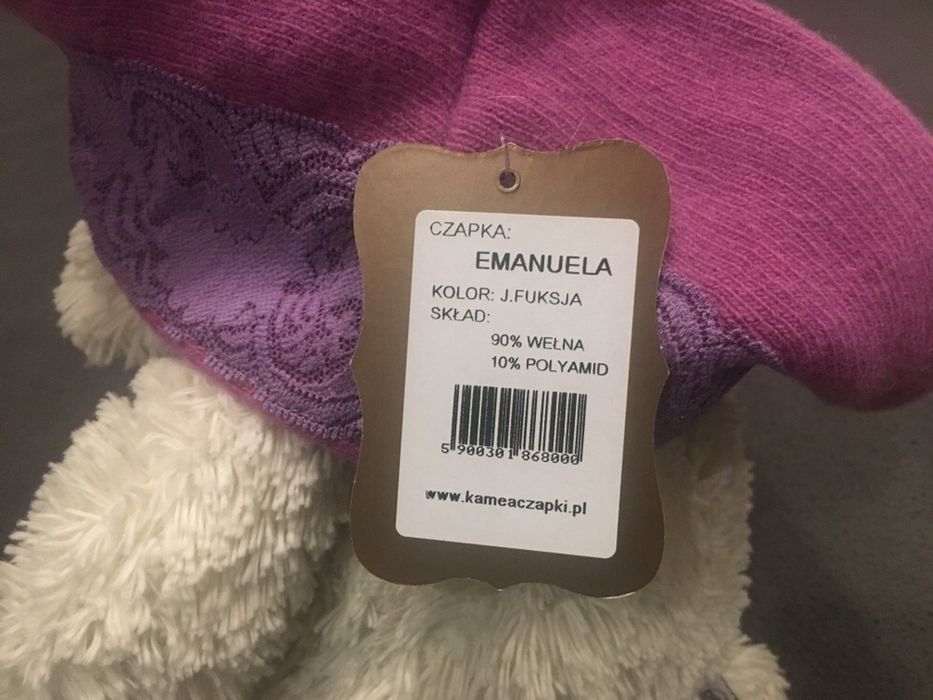 CZAPKA:
EMANUELA
KOLOR: J.FUKSJA
SKŁAD:
90% WEŁNA
10% POLYAMID
5 900301 868000
www.kameaczapki.pl